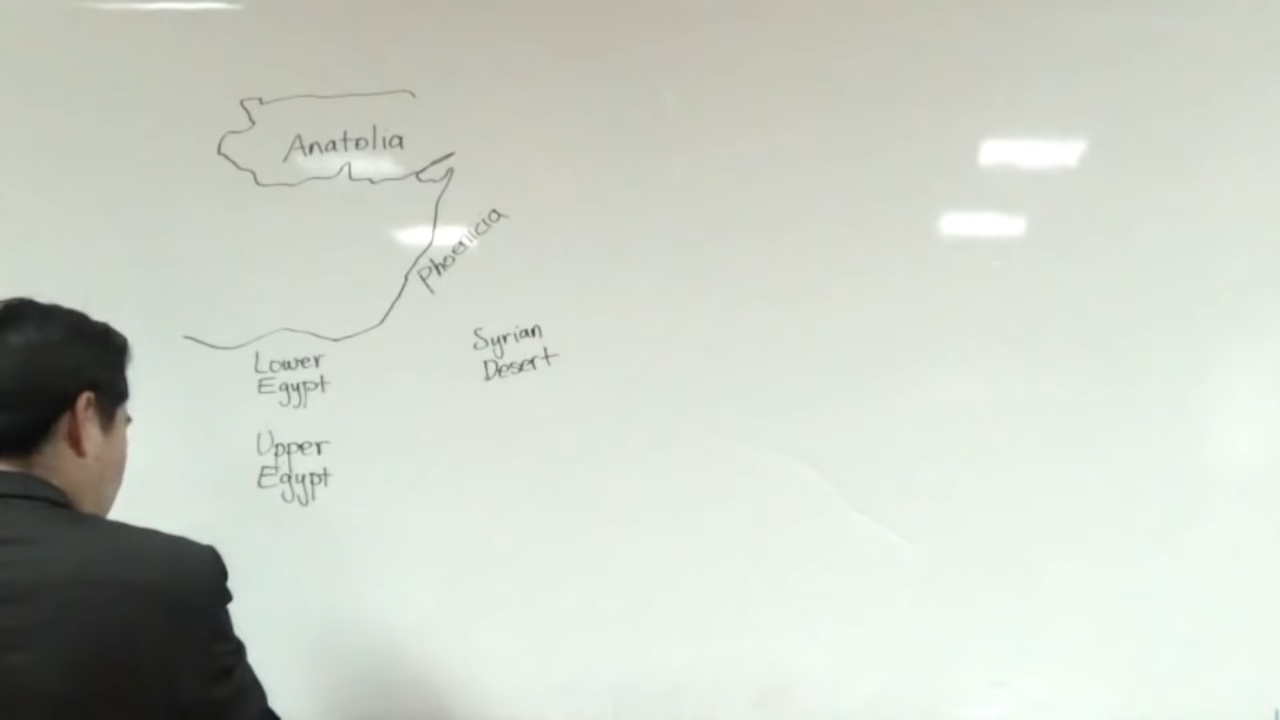 Anatolia
Phoenicia
Syrian
Desert
Lower
Egypt
Upper
Egypt